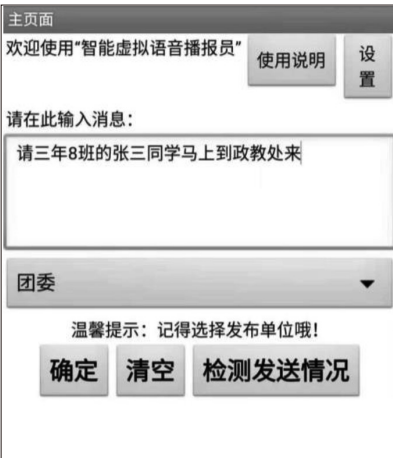 主页面
欢迎使用“智能虚拟语音播报员” 使用说明 设置
请在此输入消息：
请三年8班的张三同学马上到政教处来
团委
温馨提示：记得选择发布单位哦！
确定 清空 检测发送情况